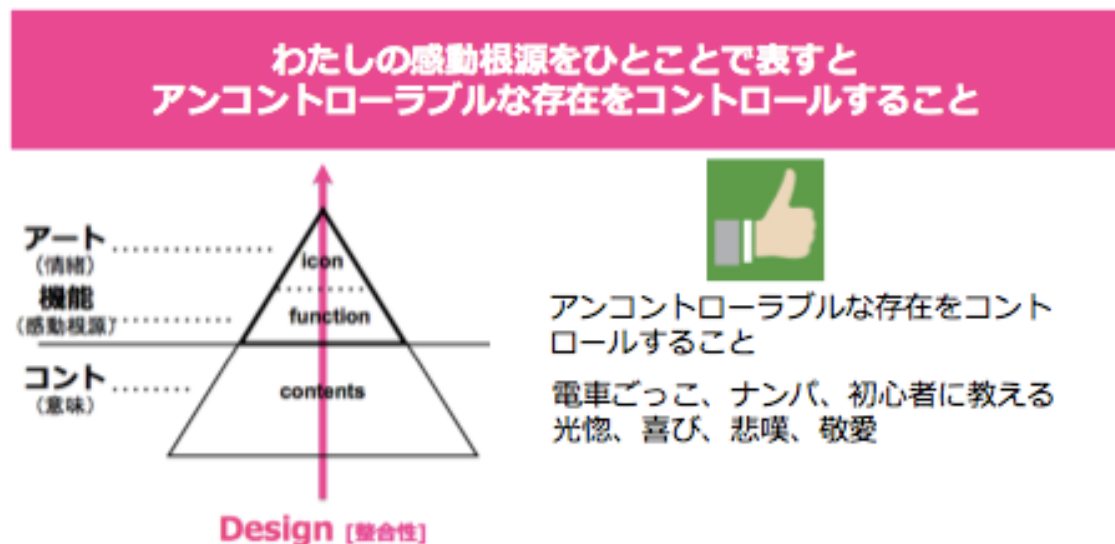 わたしの感動根源をひとことで表すと
アンコントローラブルな存在をコントロールすること
アート
(情緒)
機能
(感動根源)
コント
(意味)
icon
function
contents
Design [整合性]
アンコントローラブルな存在をコント
ロールすること
電車ごっこ、ナンパ、初心者に教える
光惚、喜び、悲嘆、敬愛